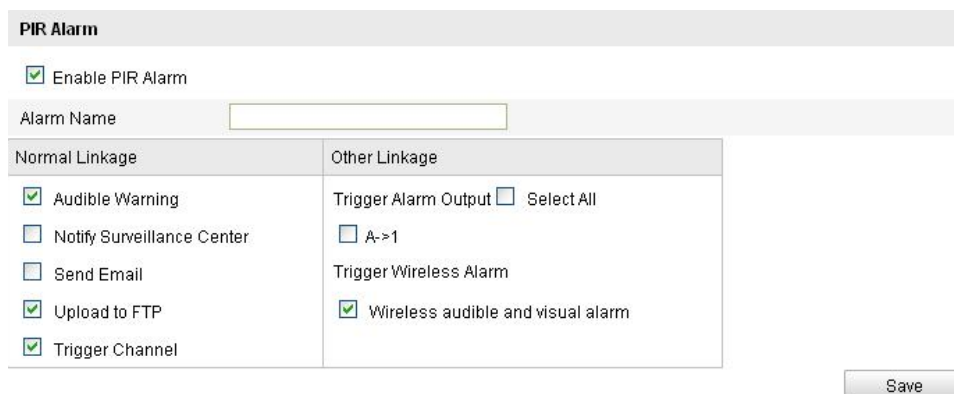 PIR Alarm
Enable PIR Alarm
Alarm Name
Normal Linkage
Other Linkage
Audible Warning
Trigger Alarm Output Select All
Notify Surveillance Center
A->1
Send Email
Trigger Wireless Alarm
Upload to FTP
Wireless audible and visual alarm
Trigger Channel
Save